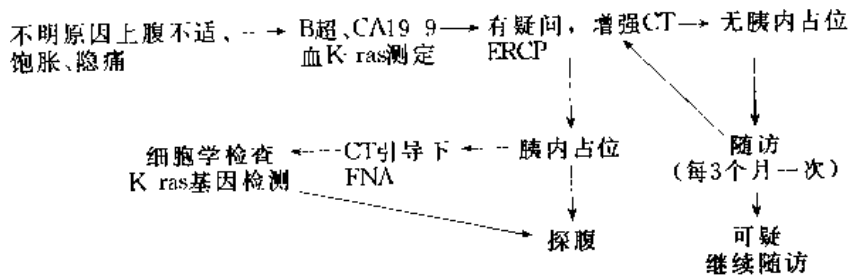 不明原因上腹不适、
饱胀、隐痛
B超、CA19 9
血K ras测定
有疑问，增强CT
ERCP
无胰内占位
细胞学检查
K ras基因检测
CT引导下
FNA
胰内占位
随访
（每3个月一次）
探腹
可疑
继续随访